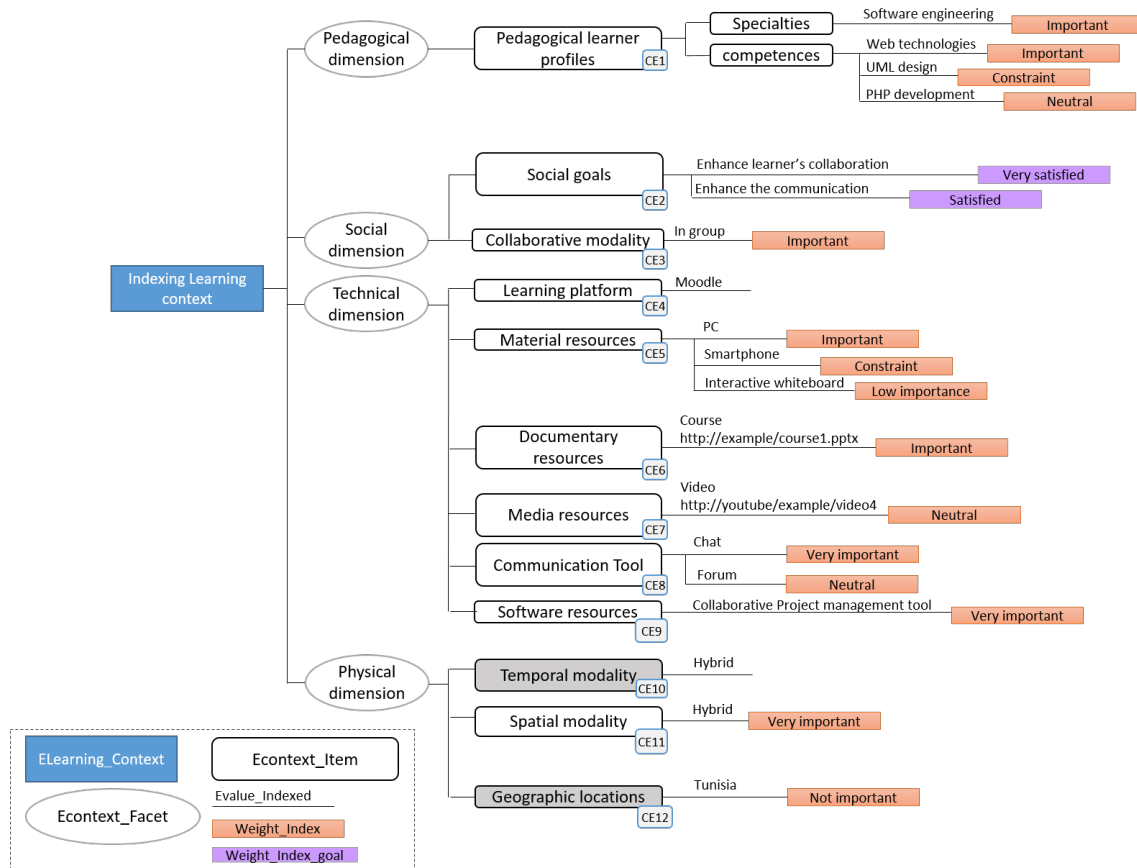 Pedagogical
dimension
Pedagogical learner
profiles
CE1
Specialties
Software engineering
Important
competences
Web technologies
Important
UML design
Constraint
PHP development
Neutral
Social goals
CE2
Enhance learner's collaboration
Very satisfied
Enhance the communication
Satisfied
Social
dimension
Collaborative modality
CE3
In group
Important
Indexing Learning
context
Technical
dimension
Learning platform
CE4
Moodle
Material resources
CE5
PC
Important
Smartphone
Constraint
Interactive whiteboard
Low importance
Documentary
resources
CE6
Course
http://example/course1.pptx
Important
Media resources
CE7
Video
http://youtube/example/video4
Neutral
Communication Tool
CE8
Chat
Very important
Forum
Neutral
Software resources
CE9
Collaborative Project management tool
Very important
Physical
dimension
Temporal modality
CE10
Hybrid
Spatial modality
CE11
Hybrid
Very important
Geographic locations
CE12
Tunisia
Not important
ELearning_Context
Econtext_Item
Econtext_Facet
Evalue_Indexed
Weight_Index
Weight_Index_goal